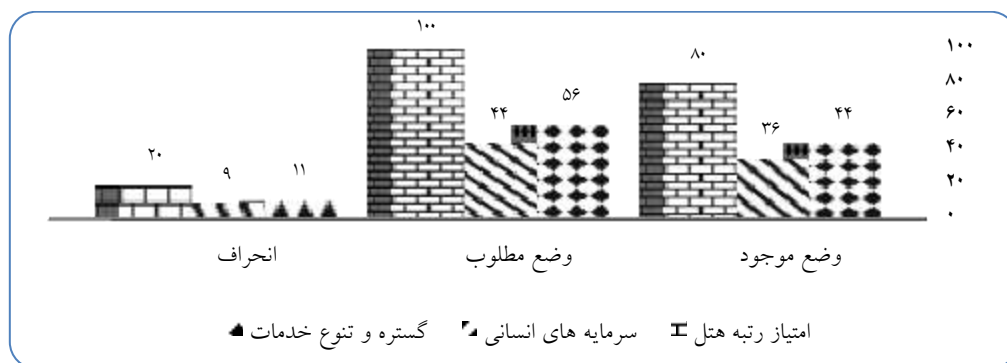 ۱۰۰
۸۰
۶۰
۴۰
۲۰
۰
۸۰ ۳۶ ۴۴
۱۰۰ ۴۴ ۵۶
۲۰ ۹ ۱۱
وضع موجود وضع مطلوب انحراف
امتیاز رتبه هتل سرمایه های انسانی گستره و تنوع خدمات